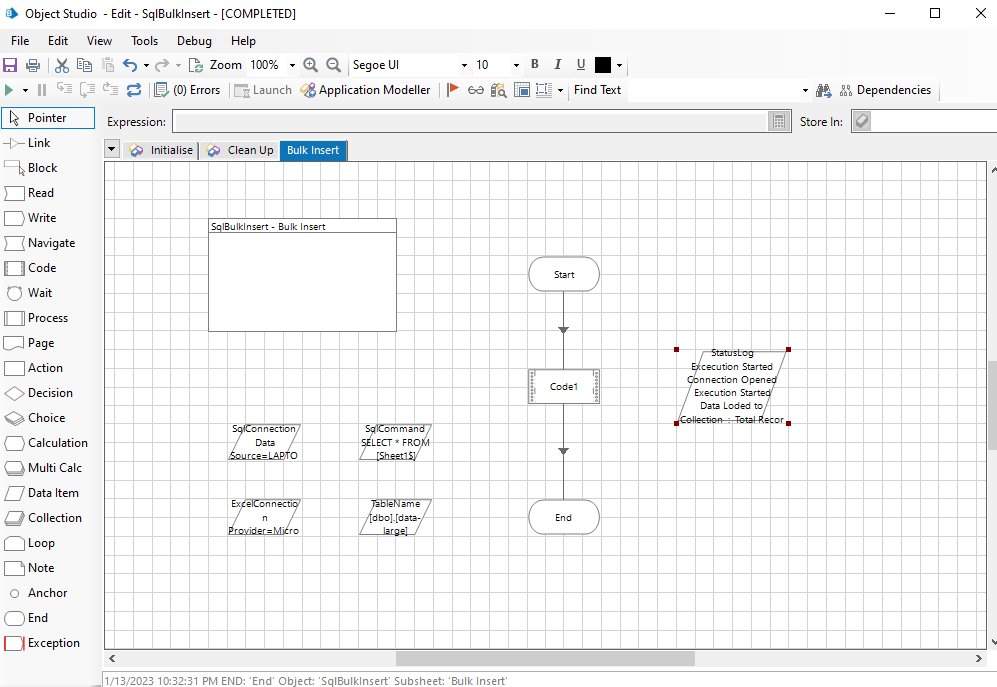 Object Studio - Edit - SqlBulkInsert - [COMPLETED]
File Edit View Tools Debug Help
Zoom 100% Segoe UI 10 B I U
(0) Errors Launch Application Modeller Find Text Dependencies
Pointer
Link
Block
Read
Write
Navigate
Code
Wait
Process
Page
Action
Decision
Choice
Calculation
Multi Calc
Data Item
Collection
Loop
Note
Anchor
End
Exception
Expression: Store In:
Initialise Clean Up Bulk Insert
SqlBulkInsert - Bulk Insert
Start
Code1
End
StatusLog
Excecution Started
Connection Opened
Execution Started
Data Loded to
Collection : Total Recor
SqlConnection
Data
Source=LAPTO
SqlCommand
SELECT * FROM
[Sheet1$]
ExcelConnectio
n
Provider=Micro
TableName
[dbo].[data-
large]
1/13/2023 10:32:31 PM END: 'End' Object: 'SqlBulkInsert' Subsheet: 'Bulk Insert'